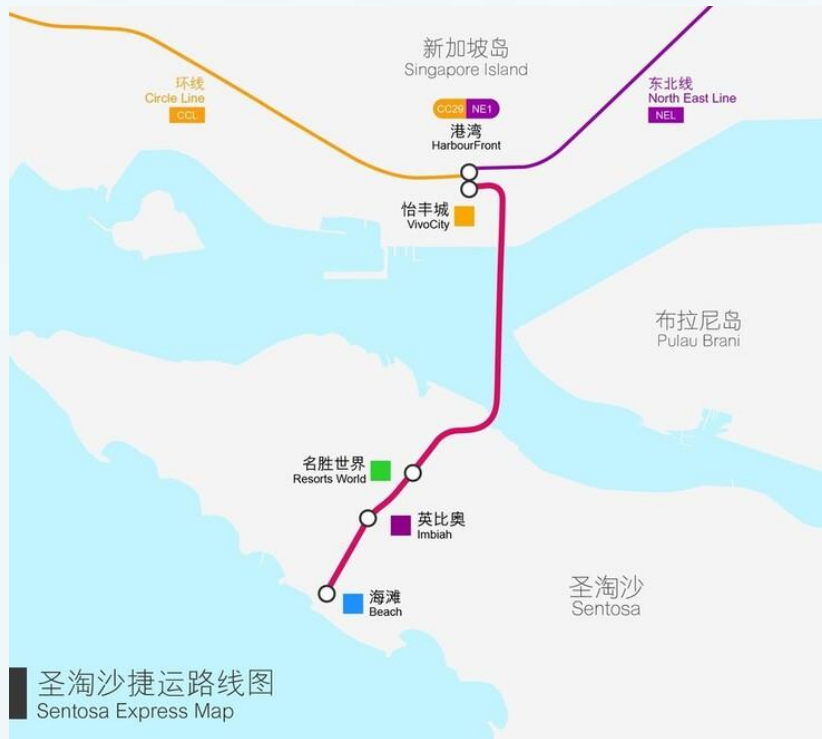 新加坡岛
Singapore Island
环线
Circle Line
CCL
东北线
North East Line
NEL
CC29 NE1
港湾
HarbourFront
怡丰城
VivoCity
布拉尼岛
Pulau Brani
名胜世界
Resorts World
英比奥
Imbiah
圣淘沙
Sentosa
海滩
Beach
圣淘沙捷运路线图
Sentosa Express Map